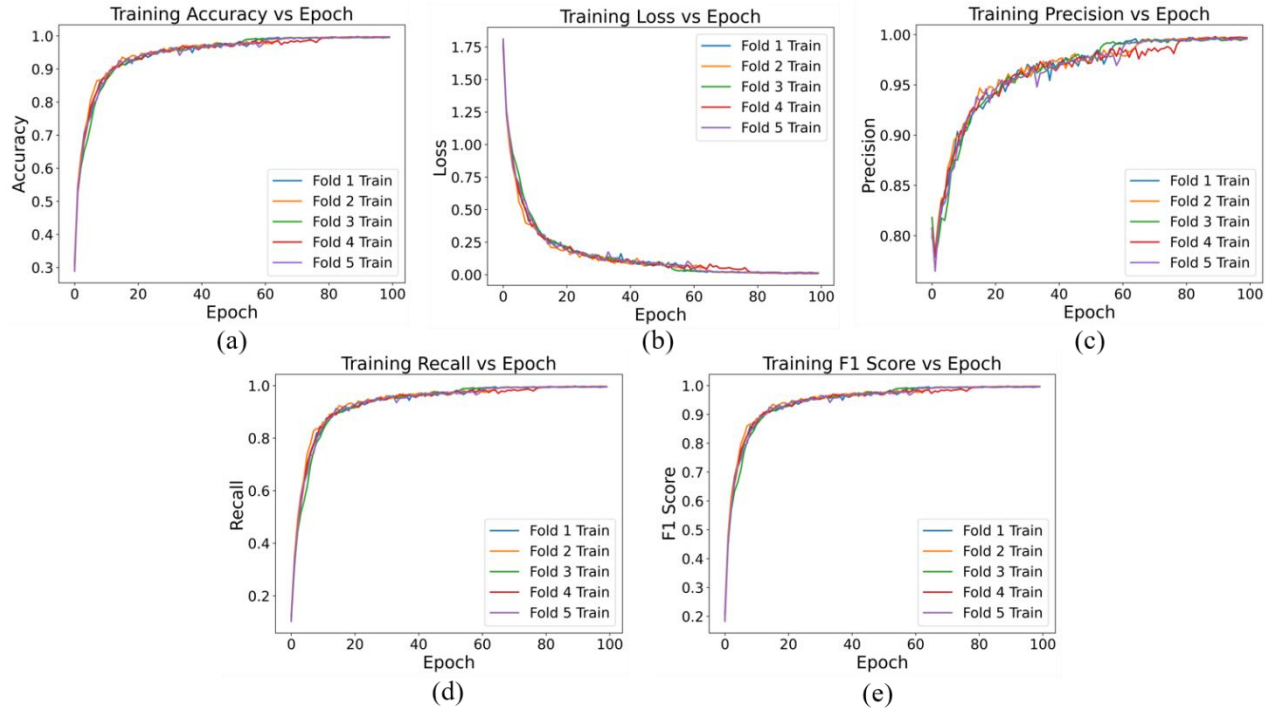 Training Accuracy vs Epoch
Accuracy
1.0
0.9
0.8
0.7
0.6
0.5
0.4
0.3
0 20 40 60 80 100
Epoch
Fold 1 Train
Fold 2 Train
Fold 3 Train
Fold 4 Train
Fold 5 Train
(a)
Training Loss vs Epoch
Loss
1.75
1.50
1.25
1.00
0.75
0.50
0.25
0.00
0 20 40 60 80 100
Epoch
Fold 1 Train
Fold 2 Train
Fold 3 Train
Fold 4 Train
Fold 5 Train
(b)
Training Precision vs Epoch
Precision
1.00
0.95
0.90
0.85
0.80
0 20 40 60 80 100
Epoch
Fold 1 Train
Fold 2 Train
Fold 3 Train
Fold 4 Train
Fold 5 Train
(c)
Training Recall vs Epoch
Recall
1.0
0.8
0.6
0.4
0.2
0 20 40 60 80 100
Epoch
Fold 1 Train
Fold 2 Train
Fold 3 Train
Fold 4 Train
Fold 5 Train
(d)
Training F1 Score vs Epoch
F1 Score
1.0
0.9
0.8
0.7
0.6
0.5
0.4
0.3
0.2
0 20 40 60 80 100
Epoch
Fold 1 Train
Fold 2 Train
Fold 3 Train
Fold 4 Train
Fold 5 Train
(e)